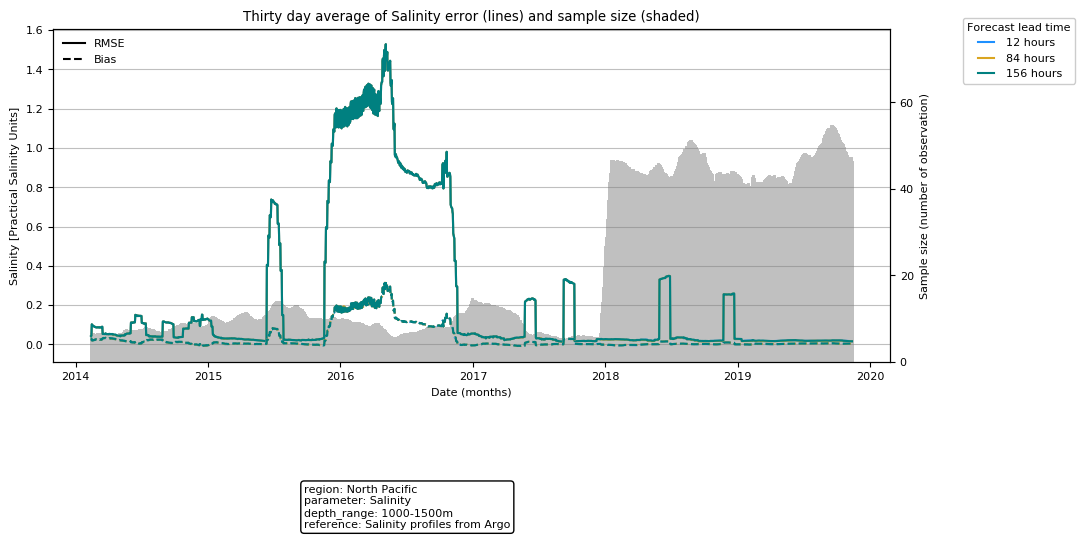 Thirty day average of Salinity error (lines) and sample size (shaded)
Forecast lead time
12 hours
84 hours
156 hours
RMSE
Bias
1.6
1.4
1.2
1.0
0.8
0.6
0.4
0.2
0.0
Salinity [Practical Salinity Units]
60
40
20
0
Sample size (number of observation)
2014
2015
2016
2017
2018
2019
2020
Date (months)
region: North Pacific
parameter: Salinity
depth_range: 1000-1500m
reference: Salinity profiles from Argo